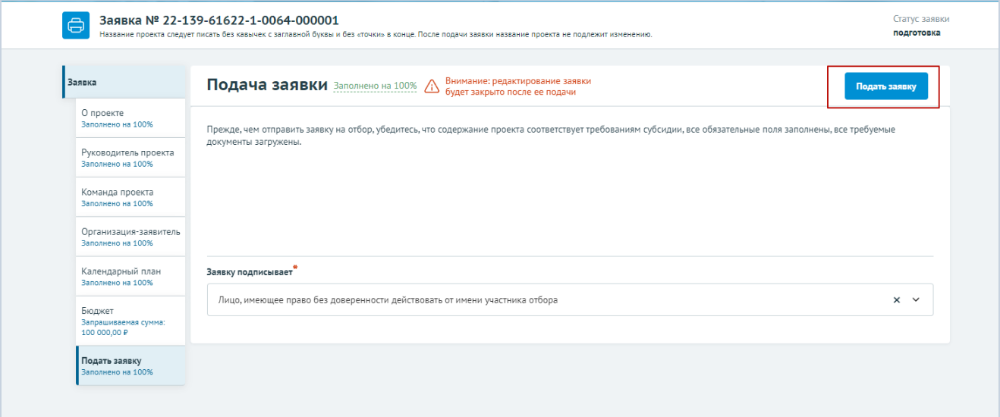 Заявка № 22-139-61622-1-0064-000001
Название проекта следует писать без кавычек с заглавной буквы и без «точки» в конце. После подачи заявки название проекта не подлежит изменению.
Статус заявки
подготовка
Заявка
О проекте
Заполнено на 100%
Руководитель проекта
Заполнено на 100%
Команда проекта
Заполнено на 100%
Организация-заявитель
Заполнено на 100%
Календарный план
Заполнено на 100%
Бюджет
Запрашиваемая сумма:
100 000,00 ₽
Подать заявку
Заполнено на 100%
Подача заявки Заполнено на 100%
Внимание: редактирование заявки
будет закрыто после ее подачи
Подать заявку
Прежде, чем отправить заявку на отбор, убедитесь, что содержание проекта соответствует требованиям субсидии, все обязательные поля заполнены, все требуемые
документы загружены.
Заявку подписывает*
Лицо, имеющее право без доверенности действовать от имени участника отбора